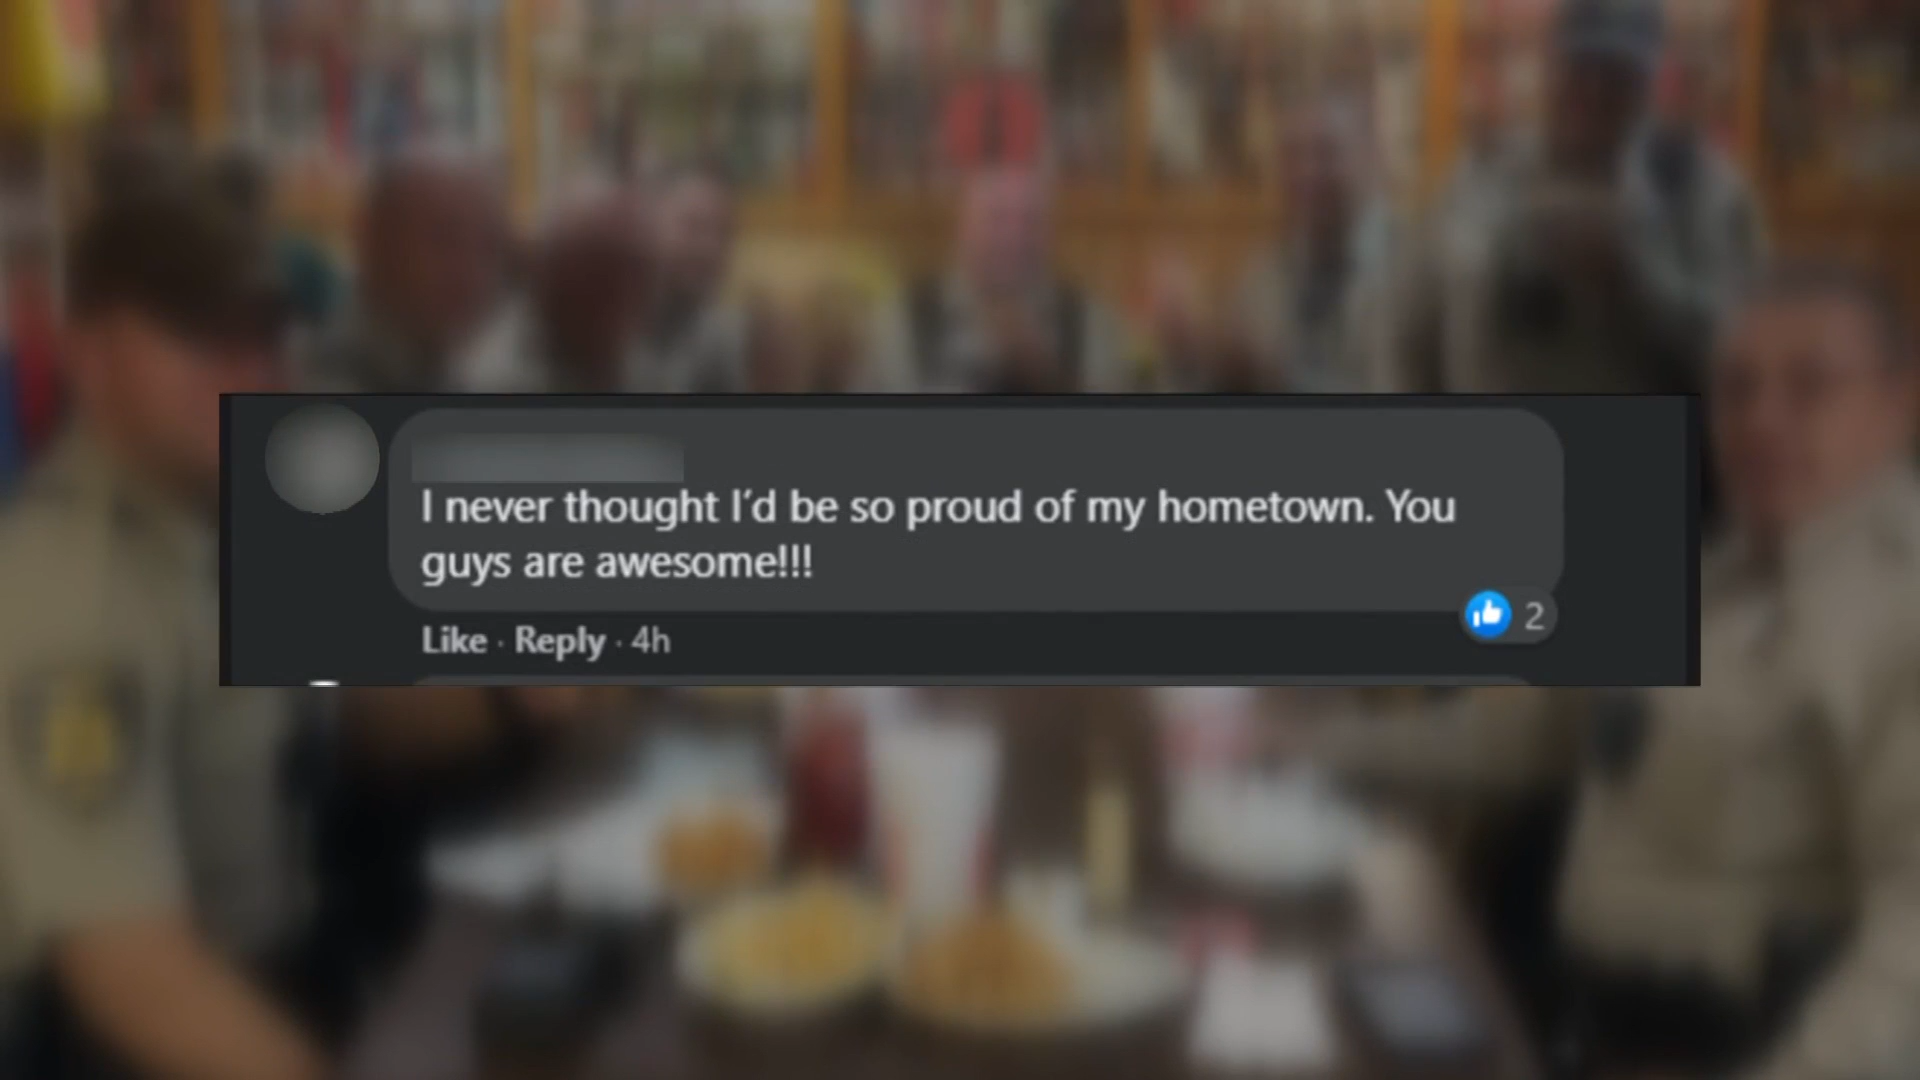 I never thought I'd be so proud of my hometown. You
guys are awesome!!!
Like · Reply · 4h
2